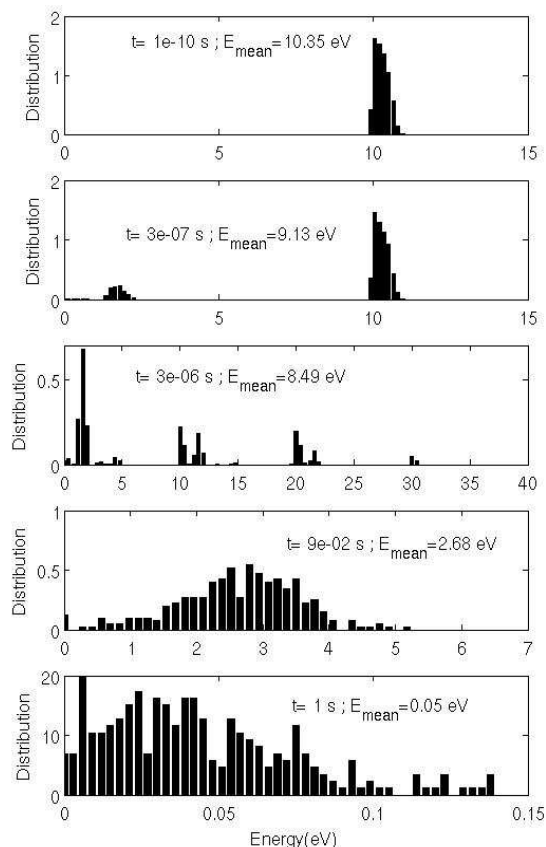 2
t= 1e-10 s ; E_mean=10.35 eV
Distribution
1
0
0 5 10 15
2
t= 3e-07 s ; E_mean=9.13 eV
Distribution
1
0
0 5 10 15
t= 3e-06 s ; E_mean=8.49 eV
0.5
Distribution
0
0 5 10 15 20 25 30 35 40
1
t= 9e-02 s ; E_mean=2.68 eV
Distribution
0.5
0
0 1 2 3 4 5 6 7
20
t= 1 s ; E_mean=0.05 eV
Distribution
10
0
0 0.05 0.1 0.15
Energy(eV)